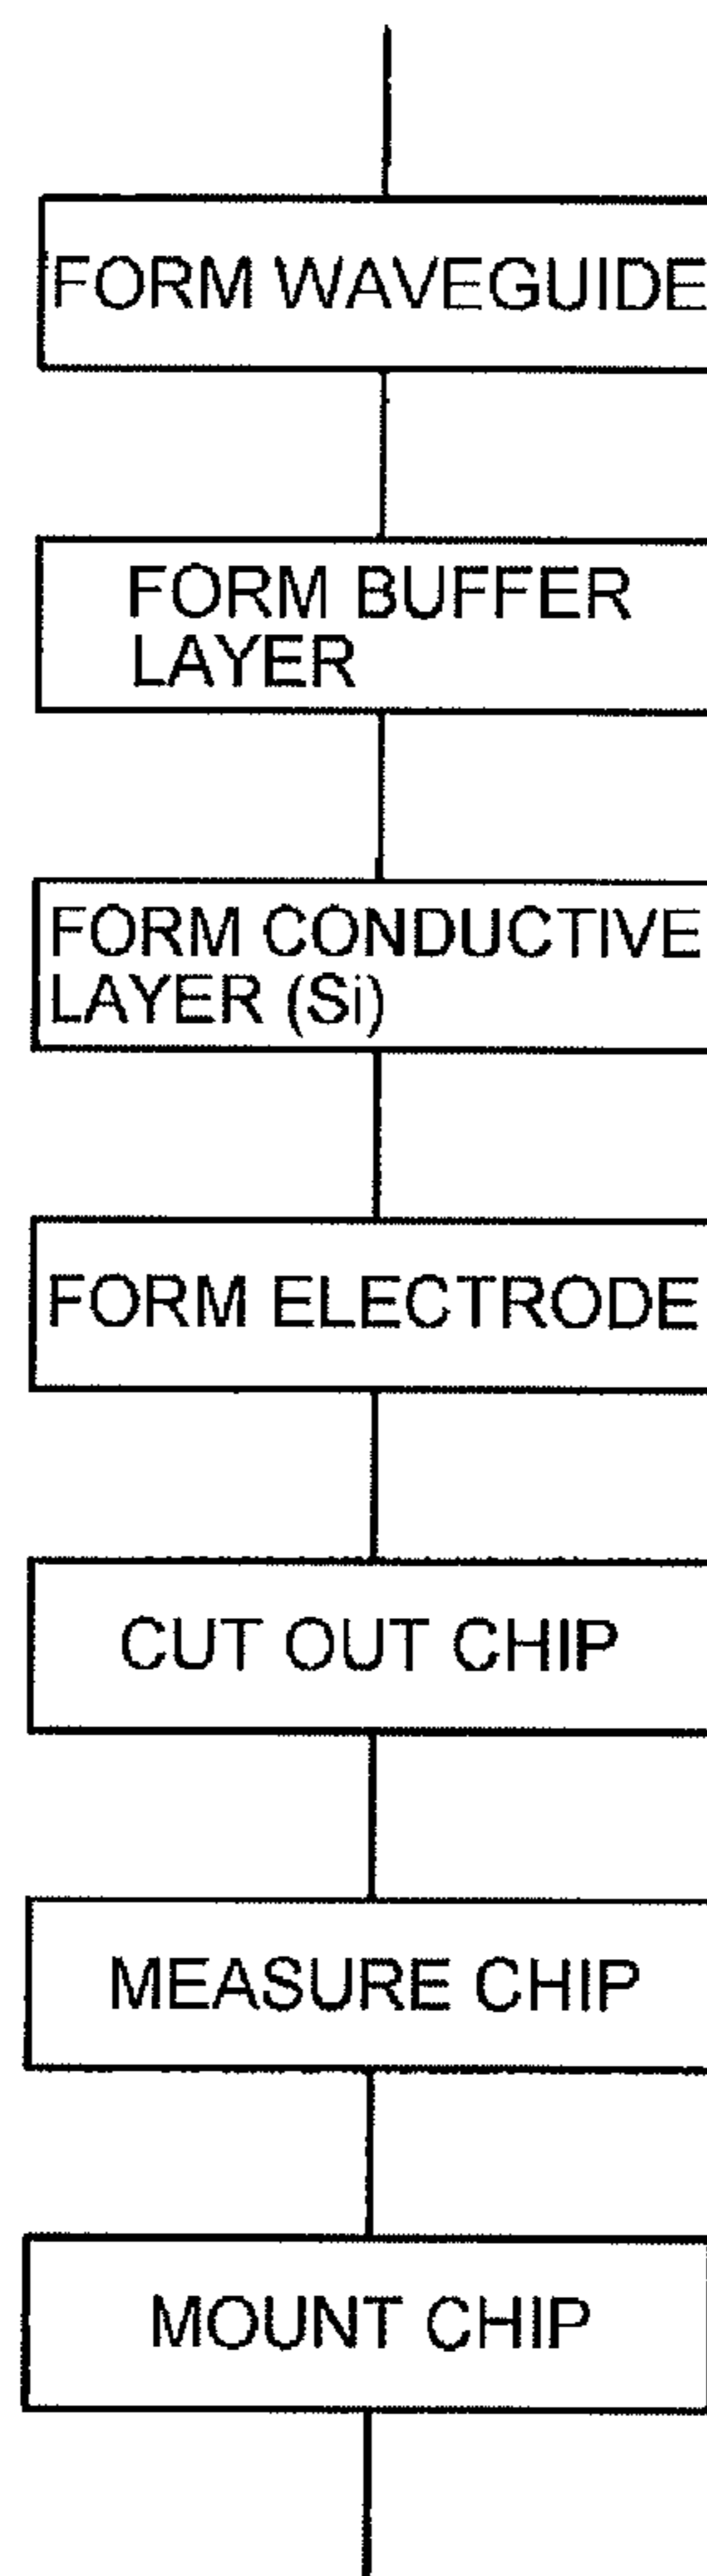 FORM WAVEGUIDE
FORM BUFFER
LAYER
FORM CONDUCTIVE
LAYER (Si)
FORM ELECTRODE
CUT OUT CHIP
MEASURE CHIP
MOUNT CHIP